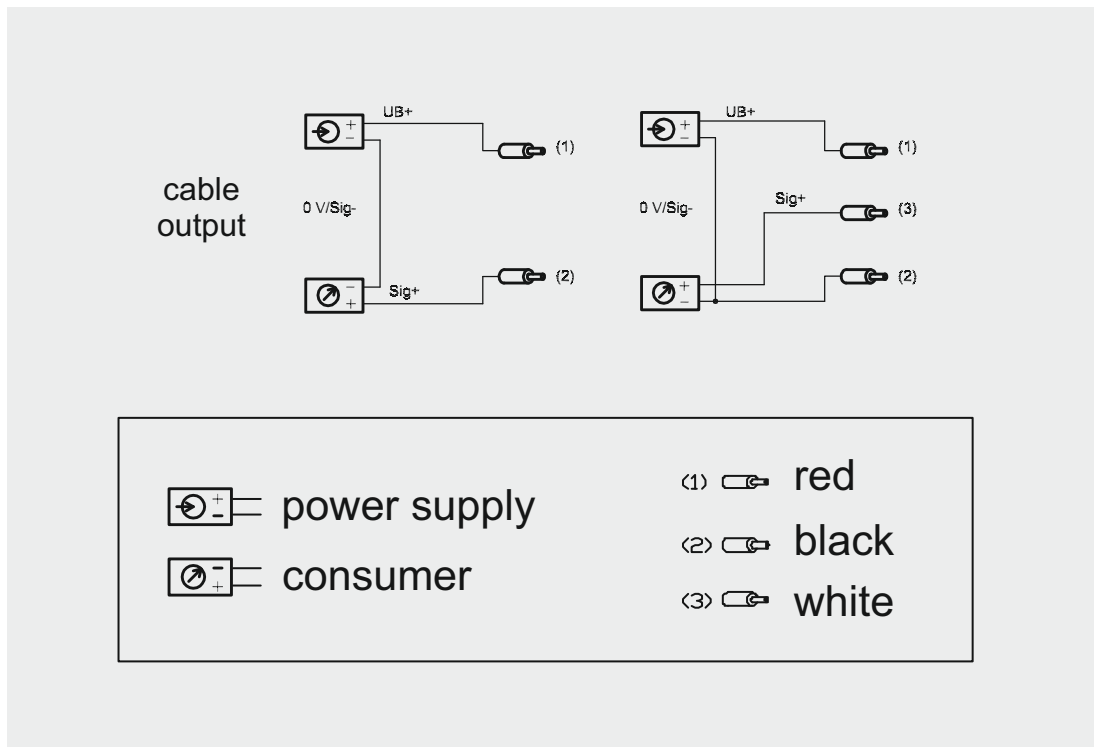 cable
output
UB+
+
−
(1)
0 V/Sig-
−
+
Sig+
(2)
UB+
+
−
(1)
Sig+
(3)
0 V/Sig-
+
−
(2)
+
−
power supply
−
+
consumer
(1) red
(2) black
(3) white